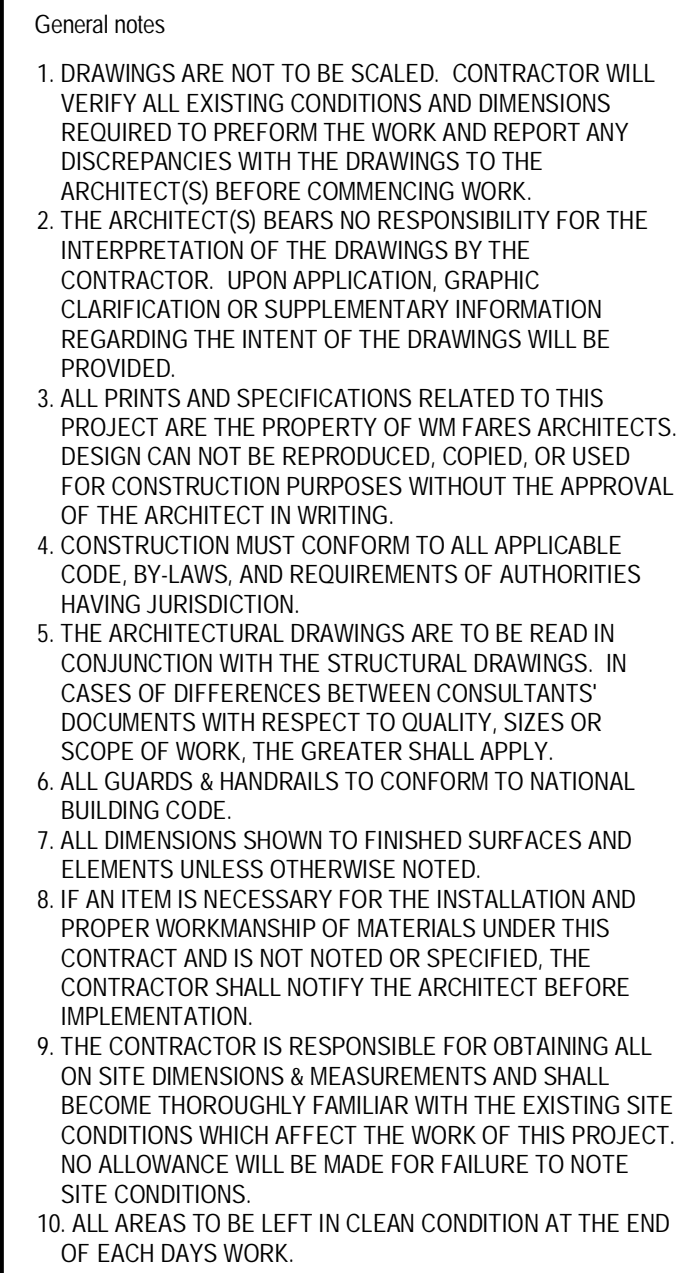 General notes
1. DRAWINGS ARE NOT TO BE SCALED.  CONTRACTOR WILL
VERIFY ALL EXISTING CONDITIONS AND DIMENSIONS
REQUIRED TO PREFORM THE WORK AND REPORT ANY
DISCREPANCIES WITH THE DRAWINGS TO THE
ARCHITECT(S) BEFORE COMMENCING WORK.
2. THE ARCHITECT(S) BEARS NO RESPONSIBILITY FOR THE
INTERPRETATION OF THE DRAWINGS BY THE
CONTRACTOR.  UPON APPLICATION, GRAPHIC
CLARIFICATION OR SUPPLEMENTARY INFORMATION
REGARDING THE INTENT OF THE DRAWINGS WILL BE
PROVIDED.
3. ALL PRINTS AND SPECIFICATIONS RELATED TO THIS
PROJECT ARE THE PROPERTY OF WM FARES ARCHITECTS.
DESIGN CAN NOT BE REPRODUCED, COPIED, OR USED
FOR CONSTRUCTION PURPOSES WITHOUT THE APPROVAL
OF THE ARCHITECT IN WRITING.
4. CONSTRUCTION MUST CONFORM TO ALL APPLICABLE
CODE, BY-LAWS, AND REQUIREMENTS OF AUTHORITIES
HAVING JURISDICTION.
5. THE ARCHITECTURAL DRAWINGS ARE TO BE READ IN
CONJUNCTION WITH THE STRUCTURAL DRAWINGS.  IN
CASES OF DIFFERENCES BETWEEN CONSULTANTS'
DOCUMENTS WITH RESPECT TO QUALITY, SIZES OR
SCOPE OF WORK, THE GREATER SHALL APPLY.
6. ALL GUARDS & HANDRAILS TO CONFORM TO NATIONAL
BUILDING CODE.
7. ALL DIMENSIONS SHOWN TO FINISHED SURFACES AND
ELEMENTS UNLESS OTHERWISE NOTED.
8. IF AN ITEM IS NECESSARY FOR THE INSTALLATION AND
PROPER WORKMANSHIP OF MATERIALS UNDER THIS
CONTRACT AND IS NOT NOTED OR SPECIFIED, THE
CONTRACTOR SHALL NOTIFY THE ARCHITECT BEFORE
IMPLEMENTATION.
9. THE CONTRACTOR IS RESPONSIBLE FOR OBTAINING ALL
ON SITE DIMENSIONS & MEASUREMENTS AND SHALL
BECOME THOROUGHLY FAMILIAR WITH THE EXISTING SITE
CONDITIONS WHICH AFFECT THE WORK OF THIS PROJECT.
NO ALLOWANCE WILL BE MADE FOR FAILURE TO NOTE
SITE CONDITIONS.
10. ALL AREAS TO BE LEFT IN CLEAN CONDITION AT THE END
OF EACH DAYS WORK.